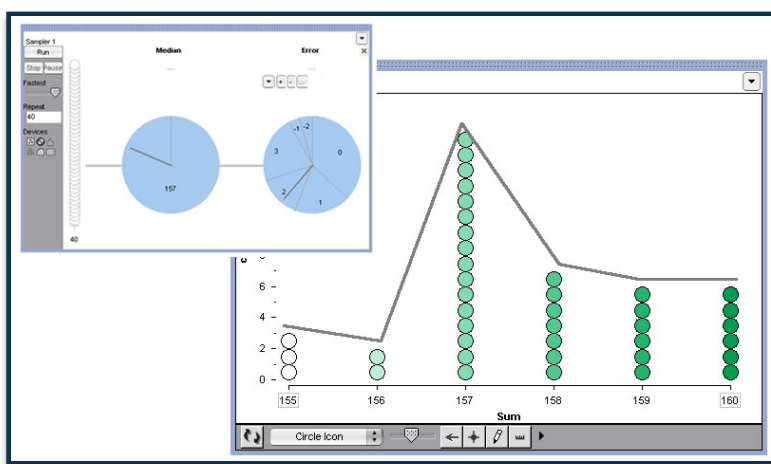 Sampler 1
Run
Stop Pause
Fastest
Repeat
40
Devices
40
Median
Error
157
-1 -2
3 0
2
1
6
4
2
0
155 156 157 158 159 160
Sum
Circle Icon